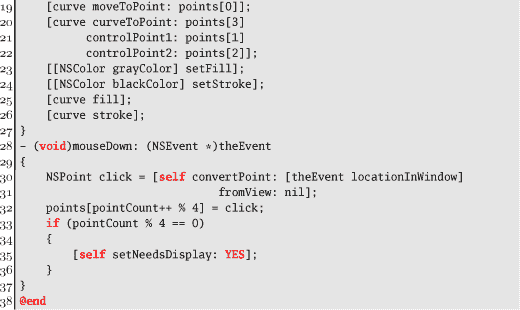 19     [curve moveToPoint: points[0]];
20     [curve curveToPoint: points[3]
21           controlPoint1: points[1]
22           controlPoint2: points[2]];
23     [[NSColor grayColor] setFill];
24     [[NSColor blackColor] setStroke];
25     [curve fill];
26     [curve stroke];
27 }
28 - (void)mouseDown: (NSEvent *)theEvent
29 {
30     NSPoint click = [self convertPoint: [theEvent locationInWindow]
31                               fromView: nil];
32     points[pointCount++ % 4] = click;
33     if (pointCount % 4 == 0)
34     {
35         [self setNeedsDisplay: YES];
36     }
37 }
38 @end